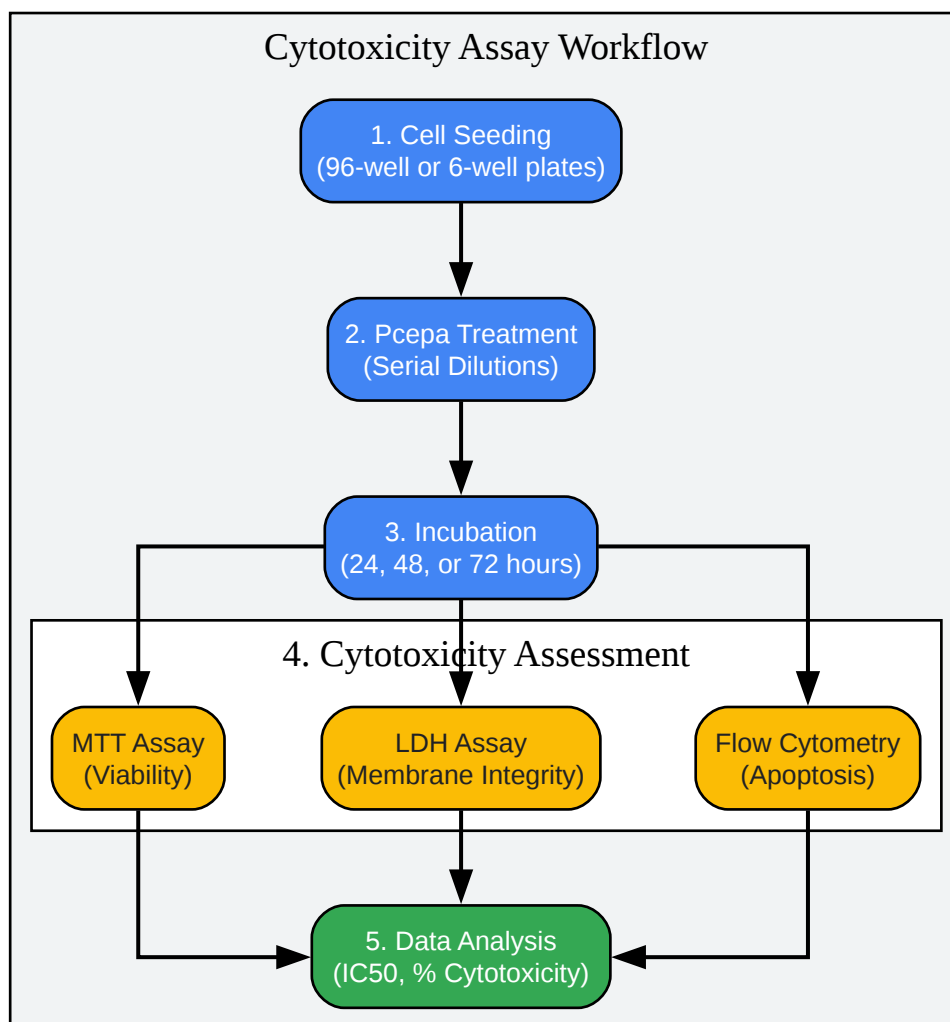 Cytotoxicity Assay Workflow
1. Cell Seeding
(96-well or 6-well plates)
2. Pcepa Treatment
(Serial Dilutions)
3. Incubation
(24, 48, or 72 hours)
4. Cytotoxicity Assessment
MTT Assay
(Viability)
LDH Assay
(Membrane Integrity)
Flow Cytometry
(Apoptosis)
5. Data Analysis
(IC50, % Cytotoxicity)